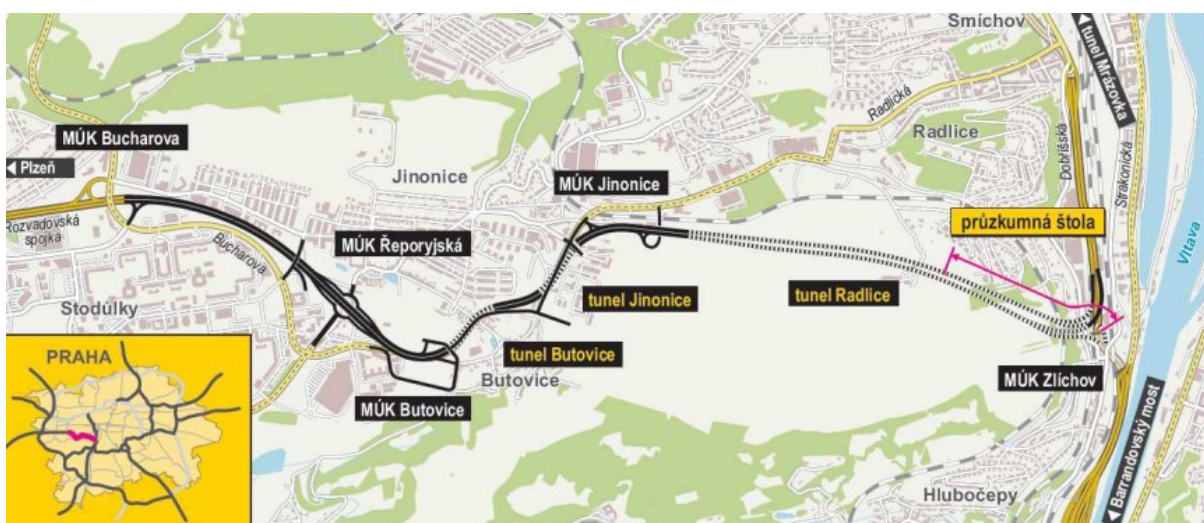 Smíchov
tunel Mrázovka
MÚK Bucharova
Plzeň
Radlická
Radlice
Dobříšská
Strakonická
Jinonice
MÚK Jinonice
Rozvadovská
spojka
Bucharova
MÚK Řeporyjská
průzkumná štola
Vltava
Stodůlky
tunel Jinonice
tunel Radlice
PRAHA
tunel Butovice
Butovice
MÚK Butovice
MÚK Zlíchov
Barrandovský most
Hlubočepy